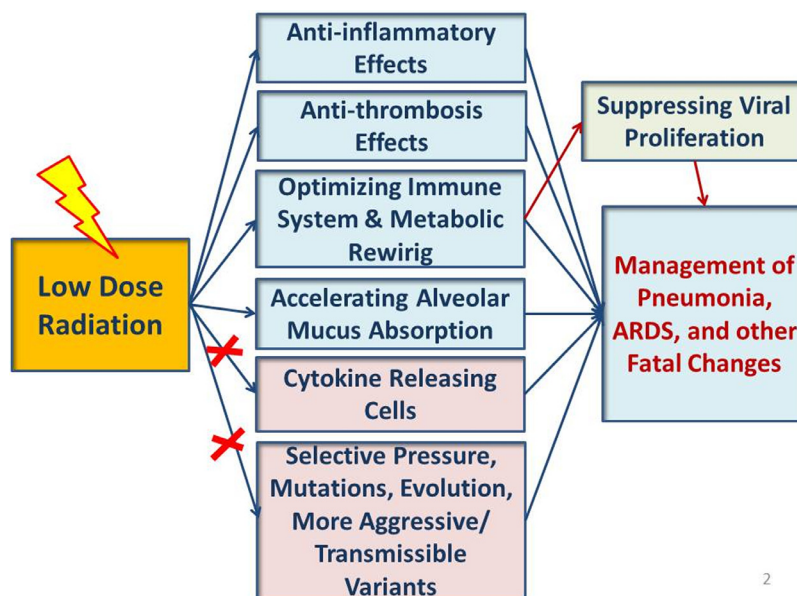 Anti-inflammatory
Effects
Anti-thrombosis
Effects
Suppressing Viral
Proliferation
Optimizing Immune
System & Metabolic
Rewirig
Low Dose
Radiation
Accelerating Alveolar
Mucus Absorption
Management of
Pneumonia,
ARDS, and other
Fatal Changes
Cytokine Releasing
Cells
Selective Pressure,
Mutations, Evolution,
More Aggressive/
Transmissible
Variants
2